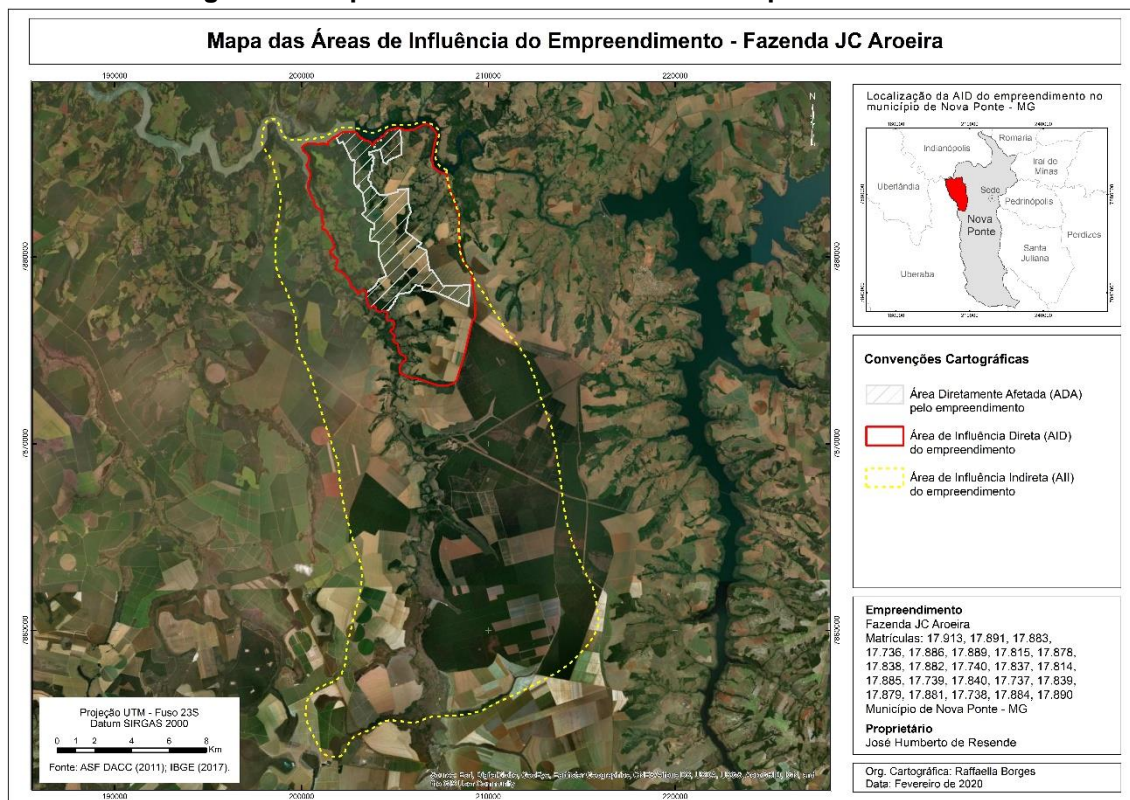 Mapa das Áreas de Influência do Empreendimento - Fazenda JC Aroeira
190000 200000 210000 220000
N
7880000
7870000
7860000
190000 200000 210000 220000
Projeção UTM - Fuso 23S
Datum SIRGAS 2000
0 1 2 4 6 8
Km
Fonte: ASF DACC (2011); IBGE (2017).
Localização da AID do empreendimento no
município de Nova Ponte - MG
210000 240000
Romaria
Indianópolis
Iraí de
Minas
Uberlândia
Sede
Pedrinópolis
Nova
Ponte
Perdizes
Santa
Juliana
Uberaba
210000 240000
Convenções Cartográficas
Área Diretamente Afetada (ADA)
pelo empreendimento
Área de Influência Direta (AID)
do empreendimento
Área de Influência Indireta (AII)
do empreendimento
Empreendimento
Fazenda JC Aroeira
Matrículas: 17.913, 17.891, 17.883,
17.736, 17.886, 17.889, 17.815, 17.878,
17.838, 17.882, 17.740, 17.837, 17.814,
17.885, 17.739, 17.840, 17.737, 17.839,
17.879, 17.881, 17.738, 17.884, 17.890
Município de Nova Ponte - MG
Proprietário
José Humberto de Resende
Org. Cartográfica: Raffaella Borges
Data: Fevereiro de 2020